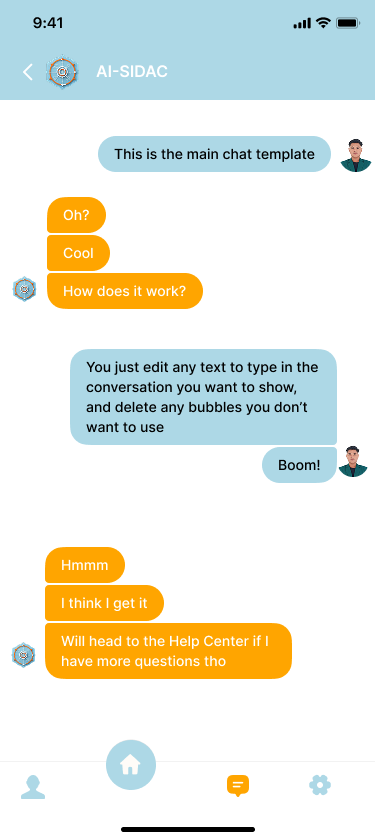 9:41
AI-SIDAC
This is the main chat template
Oh?
Cool
How does it work?
You just edit any text to type in the
conversation you want to show,
and delete any bubbles you don’t
want to use
Boom!
Hmmm
I think I get it
Will head to the Help Center if I
have more questions tho